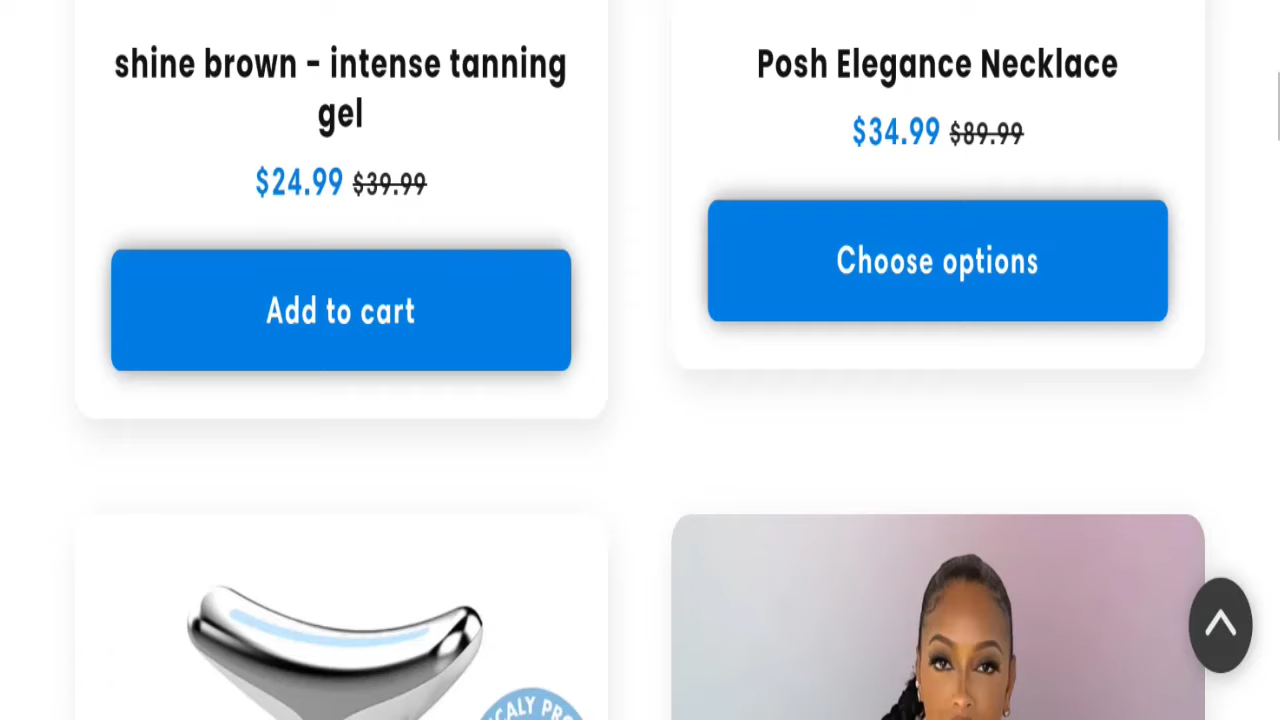 shine brown - intense tanning
gel
$24.99 $39.99
Add to cart
Posh Elegance Necklace
$34.99 $89.99
Choose options